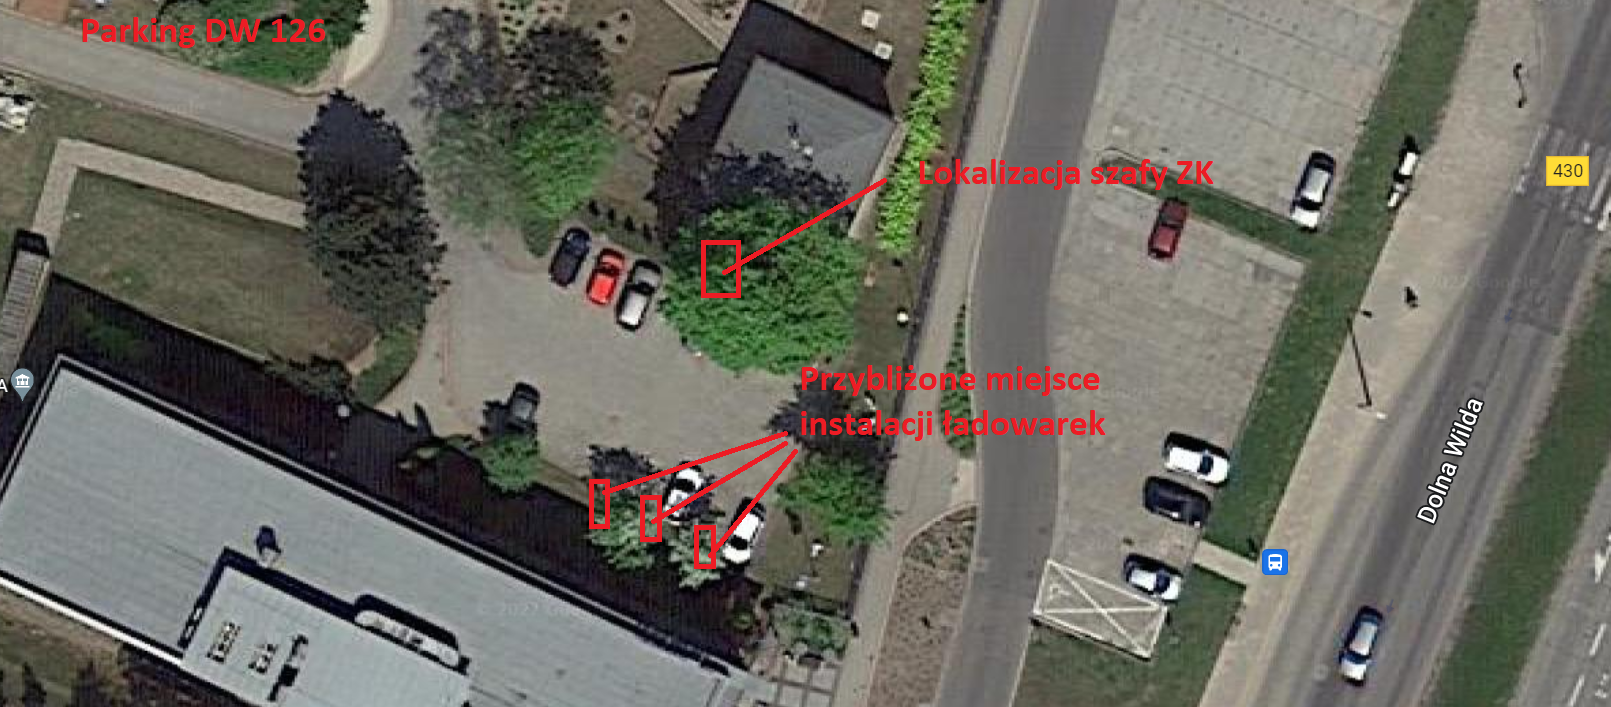 Parking DW 126
Lokalizacja szafy ZK
430
Przybliżone miejsce
instalacji ładowarek
A
Dolna Wilda